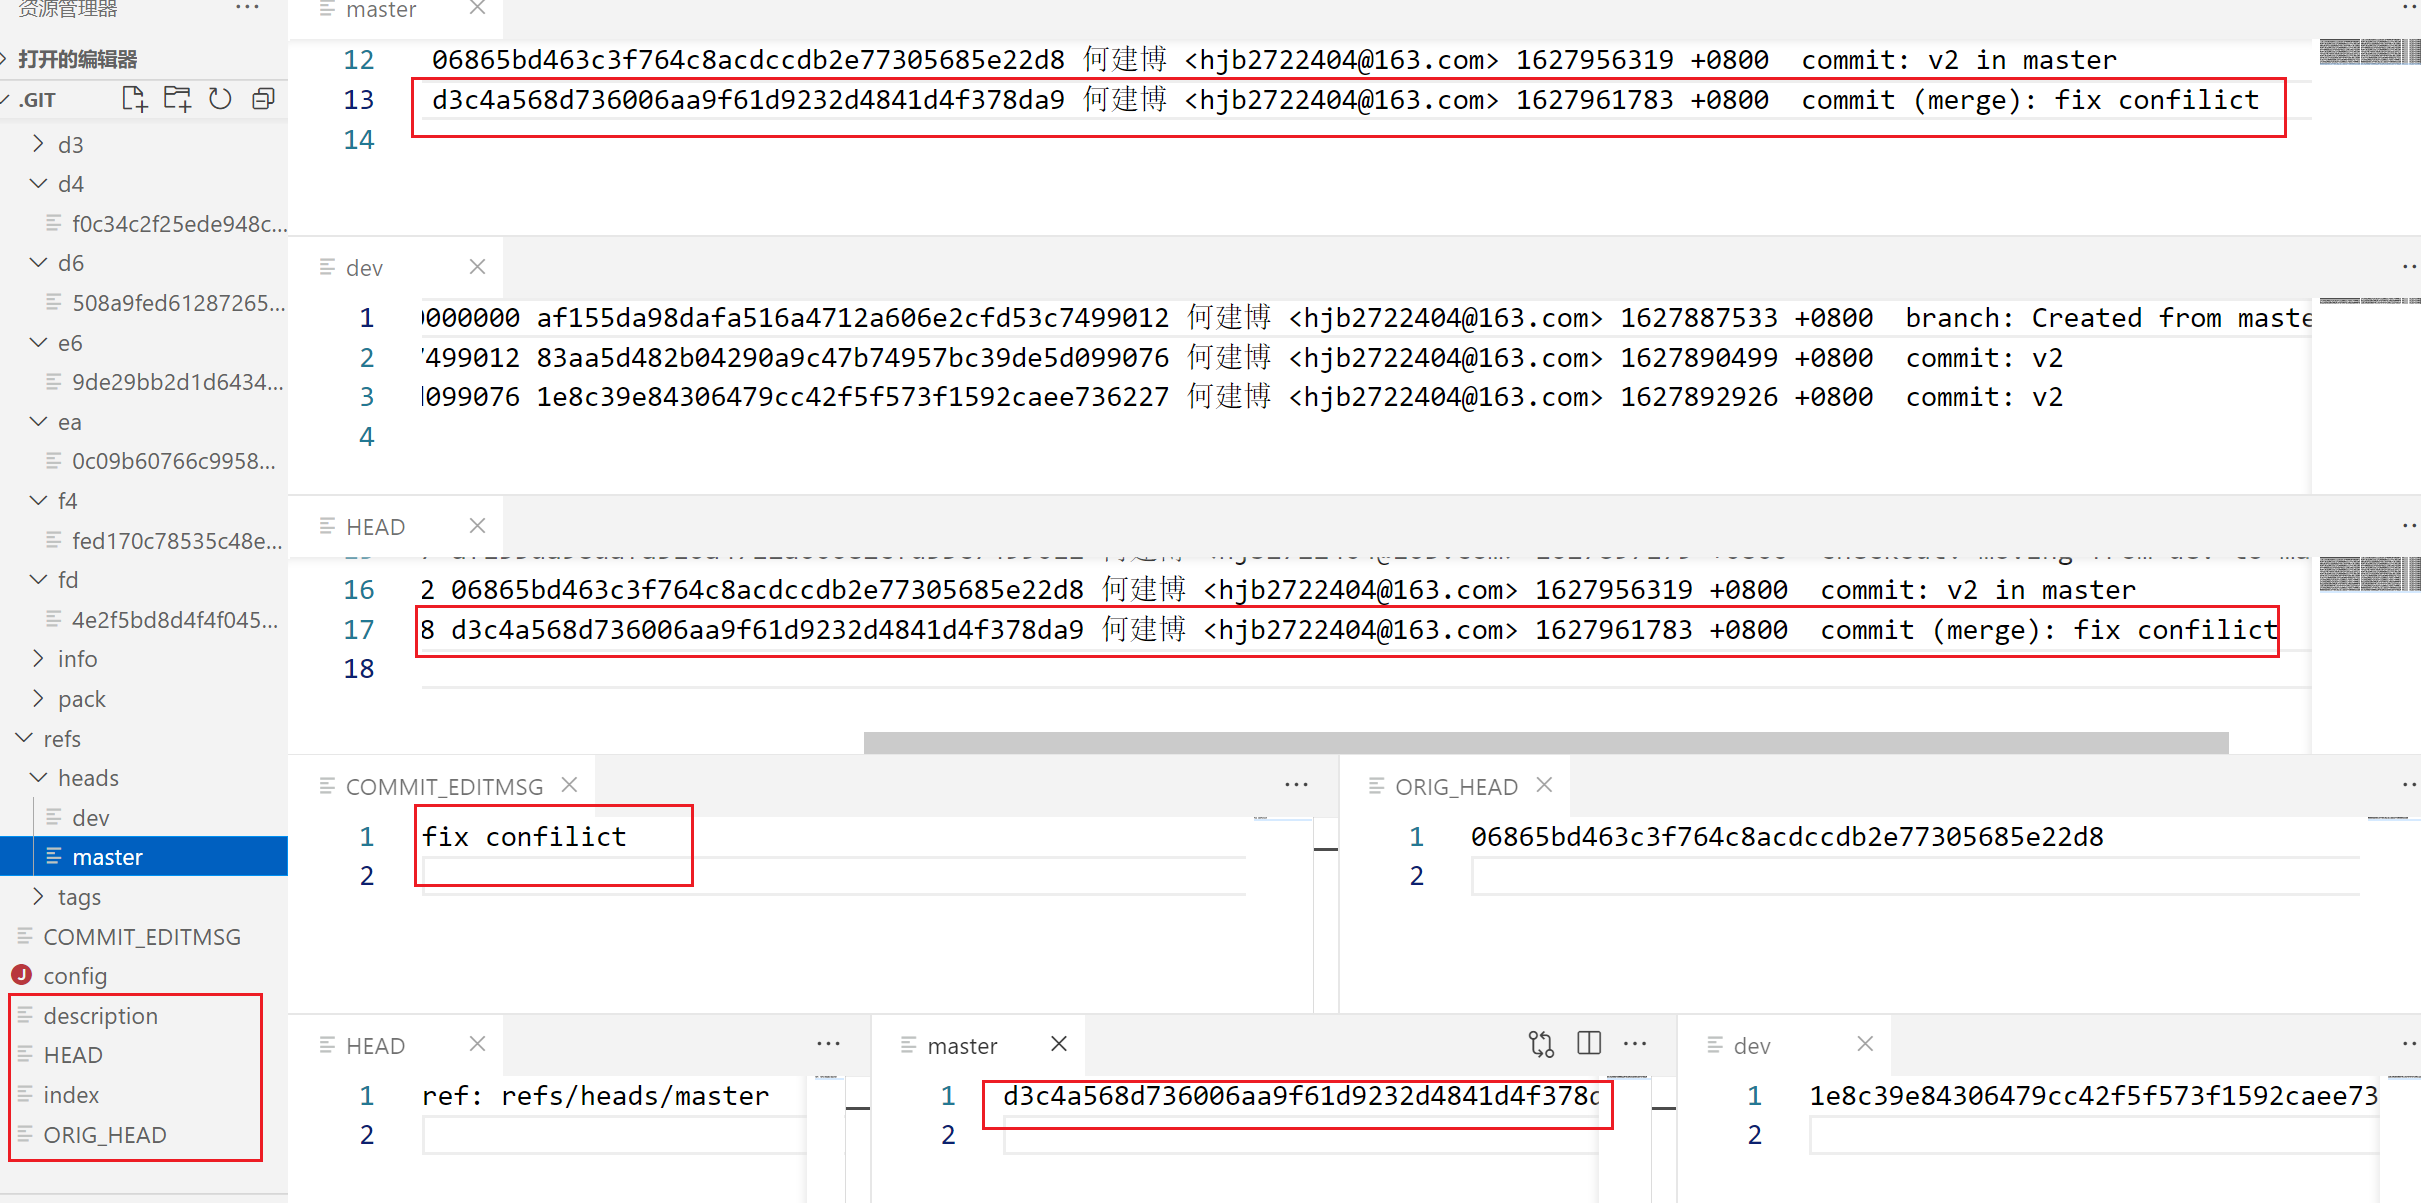 资源管理器
打开的编辑器
.GIT
d3
d4
f0c34c2f25ede948c...
d6
508a9fed61287265...
e6
9de29bb2d1d6434...
ea
0c09b60766c9958...
f4
fed170c78535c48e...
fd
4e2f5bd8d4f4f045...
info
pack
refs
heads
dev
master
tags
COMMIT_EDITMSG
config
description
HEAD
index
ORIG_HEAD
master
12 06865bd463c3f764c8acdccdb2e77305685e22d8 何建博 <hjb2722404@163.com> 1627956319 +0800 commit: v2 in master
13 d3c4a568d736006aa9f61d9232d4841d4f378da9 何建博 <hjb2722404@163.com> 1627961783 +0800 commit (merge): fix confilict
14
dev
1 0000000 af155da98dafa516a4712a606e2cfd53c7499012 何建博 <hjb2722404@163.com> 1627887533 +0800 branch: Created from maste
2 7499012 83aa5d482b04290a9c47b74957bc39de5d099076 何建博 <hjb2722404@163.com> 1627890499 +0800 commit: v2
3 d099076 1e8c39e84306479cc42f5f573f1592caee736227 何建博 <hjb2722404@163.com> 1627892926 +0800 commit: v2
4
HEAD
16 2 06865bd463c3f764c8acdccdb2e77305685e22d8 何建博 <hjb2722404@163.com> 1627956319 +0800 commit: v2 in master
17 8 d3c4a568d736006aa9f61d9232d4841d4f378da9 何建博 <hjb2722404@163.com> 1627961783 +0800 commit (merge): fix confilict
18
COMMIT_EDITMSG
1 fix confilict
2
ORIG_HEAD
1 06865bd463c3f764c8acdccdb2e77305685e22d8
2
HEAD
1 ref: refs/heads/master
2
master
1 d3c4a568d736006aa9f61d9232d4841d4f378d
2
dev
1 1e8c39e84306479cc42f5f573f1592caee73
2